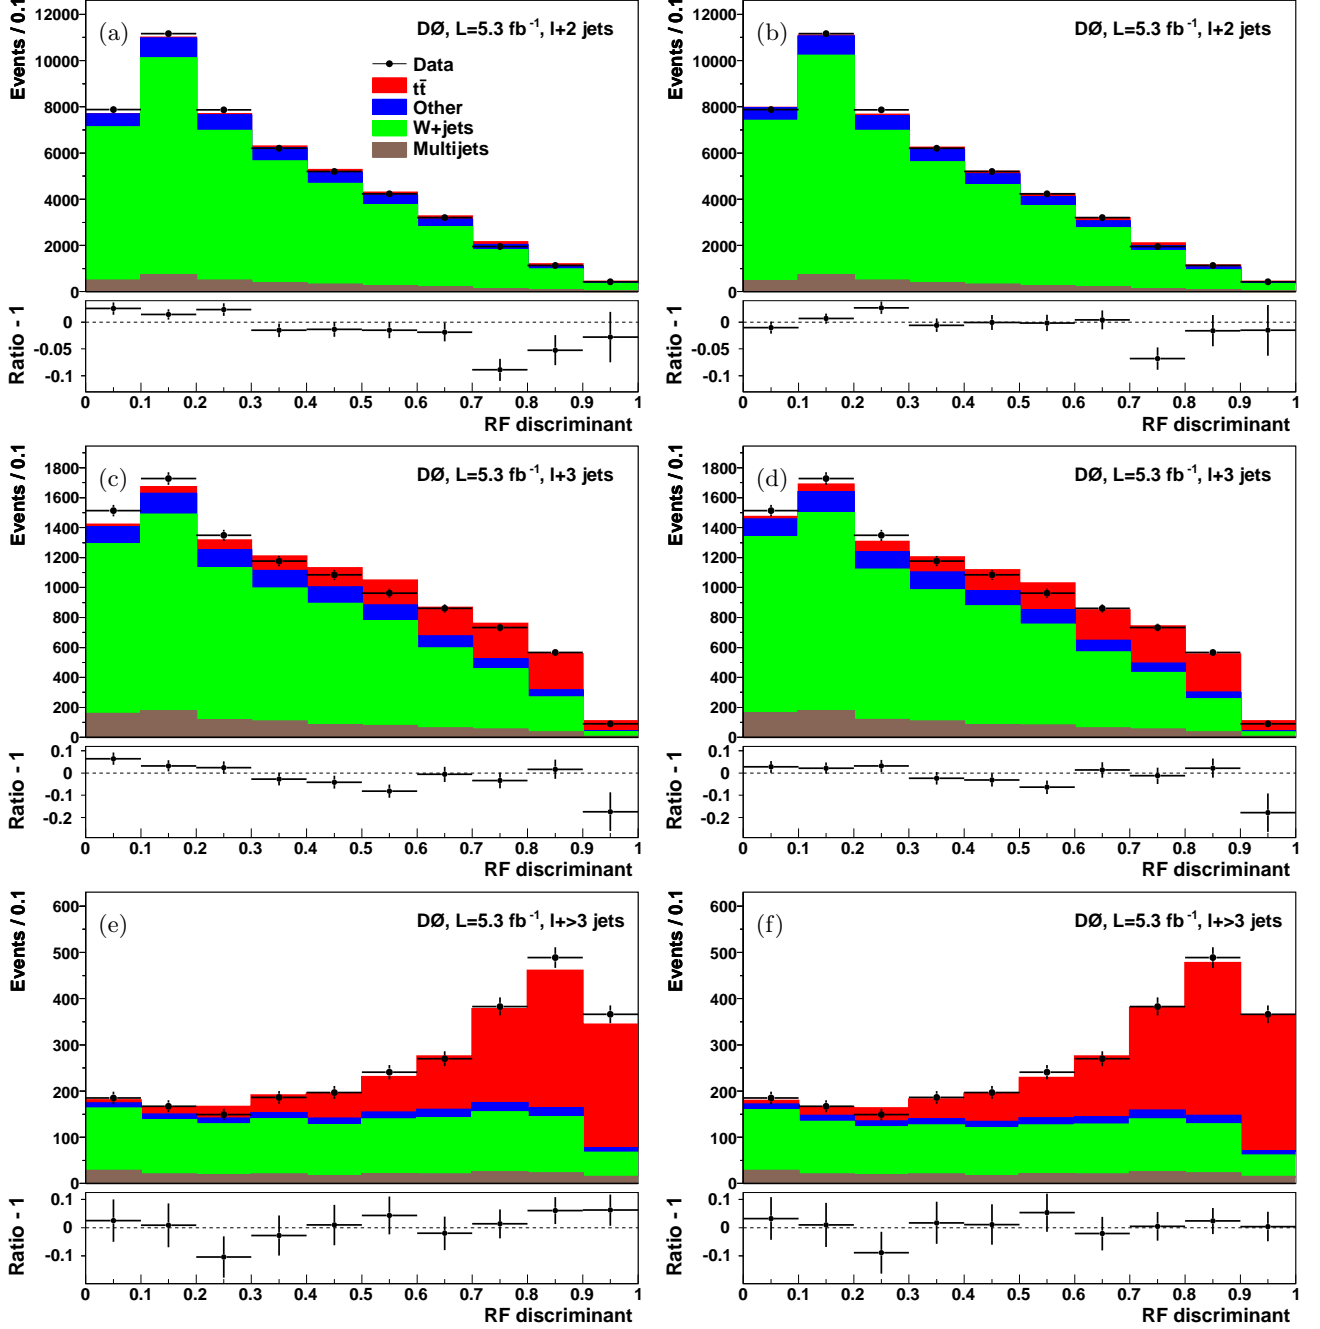 Events / 0.1
12000
10000
8000
6000
4000
2000
0
(a)
DØ, L=5.3 fb⁻¹, l+2 jets
Data
tt̄
Other
W+jets
Multijets
Ratio - 1
0
-0.05
-0.1
0 0.1 0.2 0.3 0.4 0.5 0.6 0.7 0.8 0.9 1
RF discriminant
Events / 0.1
12000
10000
8000
6000
4000
2000
0
(b)
DØ, L=5.3 fb⁻¹, l+2 jets
Ratio - 1
0
-0.05
-0.1
0 0.1 0.2 0.3 0.4 0.5 0.6 0.7 0.8 0.9 1
RF discriminant
Events / 0.1
1800
1600
1400
1200
1000
800
600
400
200
0
(c)
DØ, L=5.3 fb⁻¹, l+3 jets
Ratio - 1
0.1
0
-0.1
-0.2
0 0.1 0.2 0.3 0.4 0.5 0.6 0.7 0.8 0.9 1
RF discriminant
Events / 0.1
1800
1600
1400
1200
1000
800
600
400
200
0
(d)
DØ, L=5.3 fb⁻¹, l+3 jets
Ratio - 1
0.1
0
-0.1
-0.2
0 0.1 0.2 0.3 0.4 0.5 0.6 0.7 0.8 0.9 1
RF discriminant
Events / 0.1
600
500
400
300
200
100
0
(e)
DØ, L=5.3 fb⁻¹, l+>3 jets
Ratio - 1
0.1
0
-0.1
0 0.1 0.2 0.3 0.4 0.5 0.6 0.7 0.8 0.9 1
RF discriminant
Events / 0.1
600
500
400
300
200
100
0
(f)
DØ, L=5.3 fb⁻¹, l+>3 jets
Ratio - 1
0.1
0
-0.1
0 0.1 0.2 0.3 0.4 0.5 0.6 0.7 0.8 0.9 1
RF discriminant